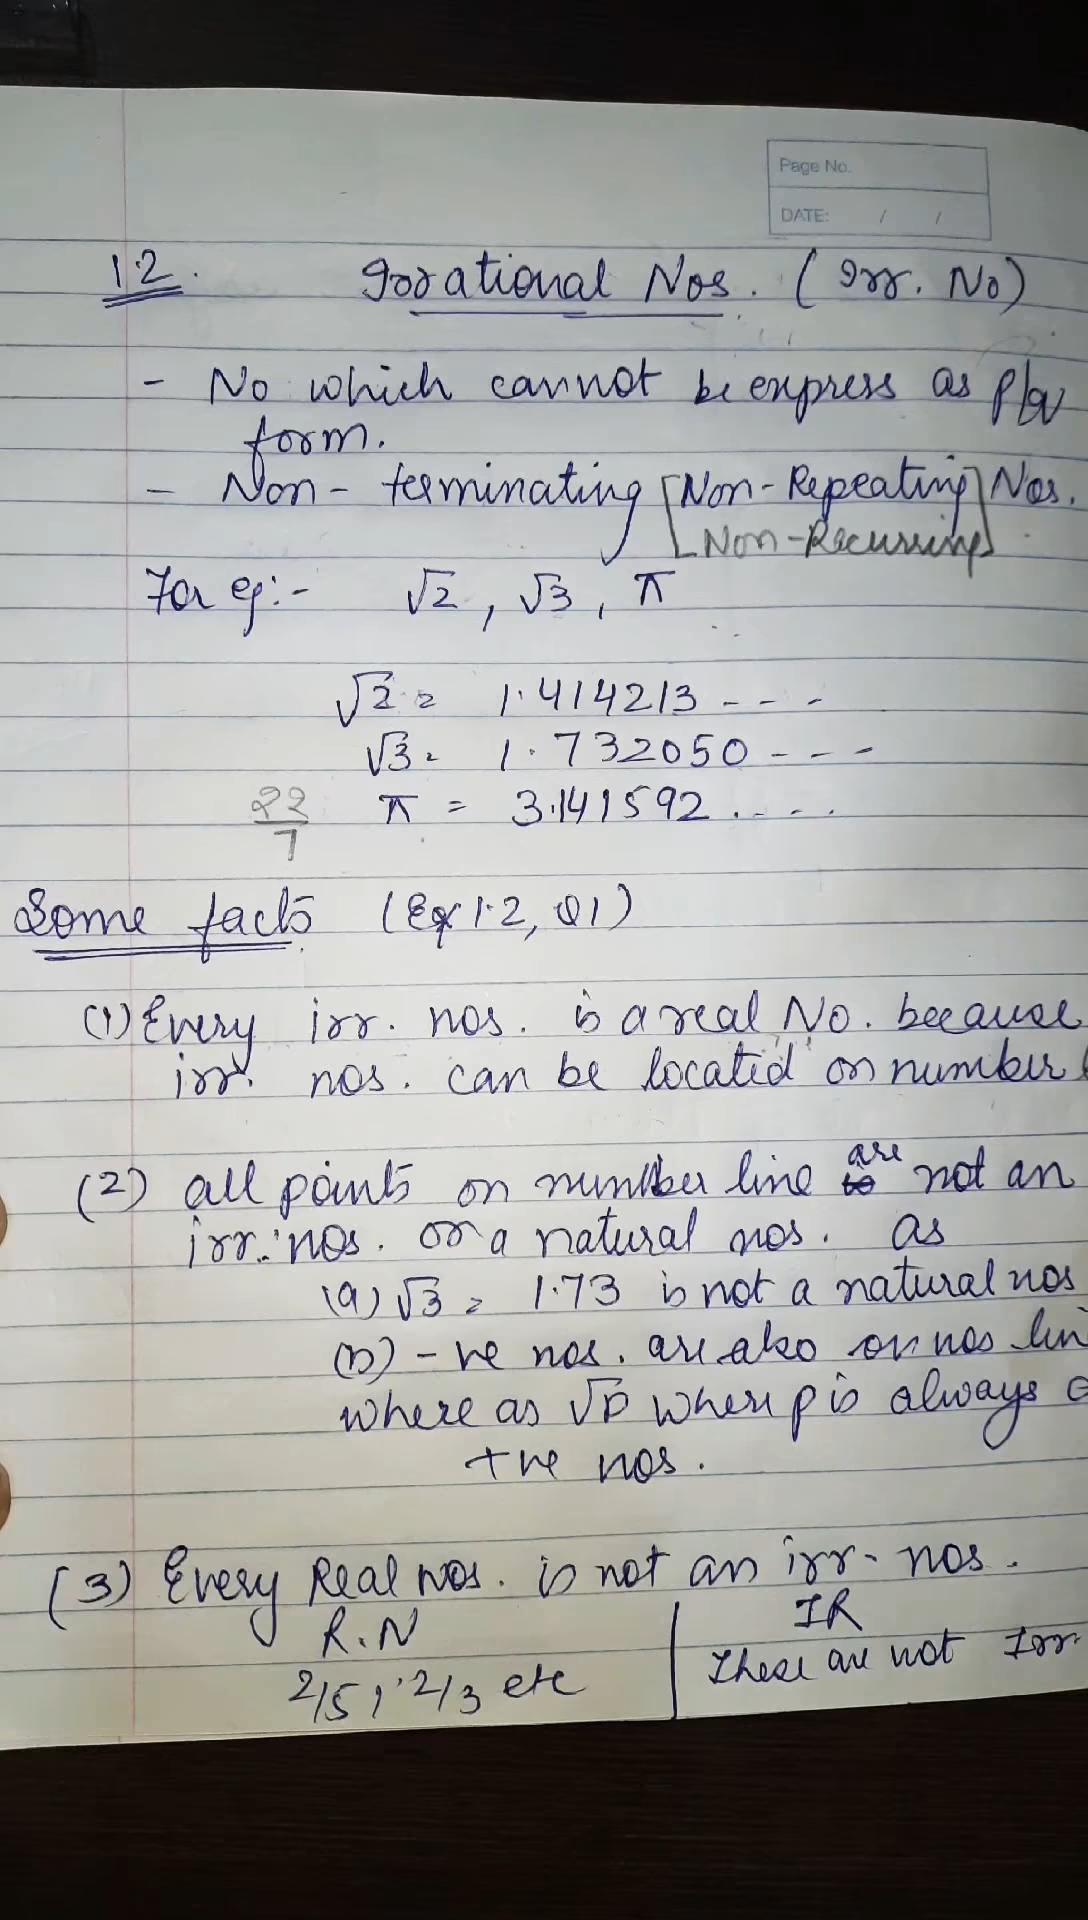 Page No.
DATE: / /
1.2. Irrational Nos. (Irr. No)
- No which cannot be express as p/q
form.
- Non-terminating [Non-Repeating] Nos.
[Non-Recurring]
For eg:- √2, √3, π
√2 = 1.414213 - - -
√3 = 1.732050 - - -
22/7 π = 3.141592 . - - .
Some facts (Ex 1.2, Q1)
(1) Every irr. nos. is a real No. because
irr. nos. can be located on number
(2) all points on number line are not an
irr. nos. or a natural nos. as
(a) √3 = 1.73 is not a natural nos
(b) -ve nos. are also on nos lin
where as √p where p is always
+ve nos.
(3) Every Real nos. is not an irr. nos.
R.N | IR
2/5, 2/3 etc | These are not Irr